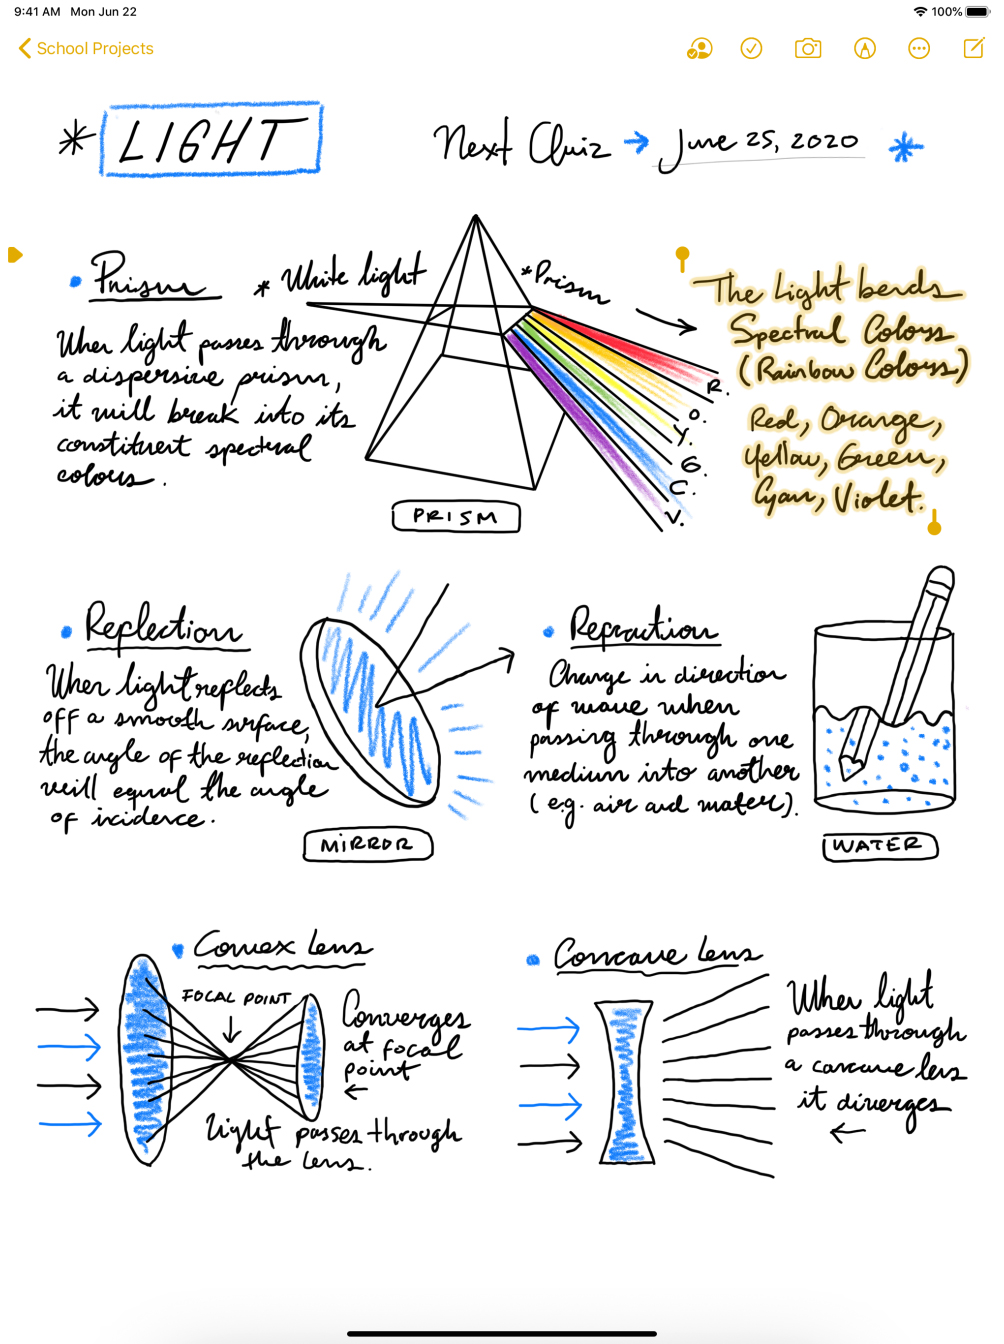 9:41 AM Mon Jun 22
100%
School Projects
* LIGHT
Next Quiz → June 25, 2020 *
• Prism
* White light
*Prism
When light passes through
a dispersive prism,
it will break into its
constituent spectral
colours.
PRISM
R.
O.
Y.
G.
C.
V.
The Light bends
Spectral Colors
(Rainbow Colors)
Red, Orange,
Yellow, Green,
Cyan, Violet.
• Reflection
When light reflects
off a smooth surface,
the angle of the reflection
will equal the angle
of incidence.
MIRROR
• Refraction
Change in direction
of wave when
passing through one
medium into another
(e.g. air and water).
WATER
• Convex Lens
FOCAL POINT
Converges
at focal
point
←
Light passes through
the lens.
• Concave Lens
When light
passes through
a concave lens
it diverges
←